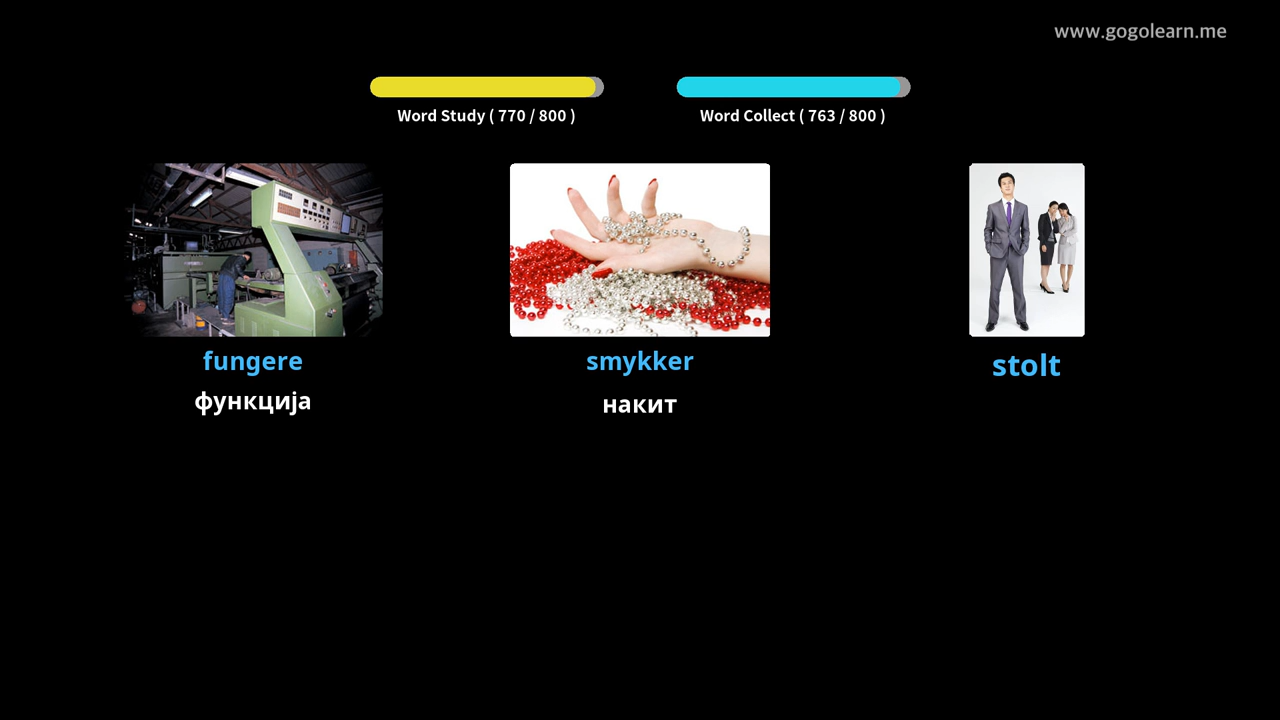 www.gogolearn.me
Word Study ( 770 / 800 )
Word Collect ( 763 / 800 )
fungere
функција
smykker
накит
stolt